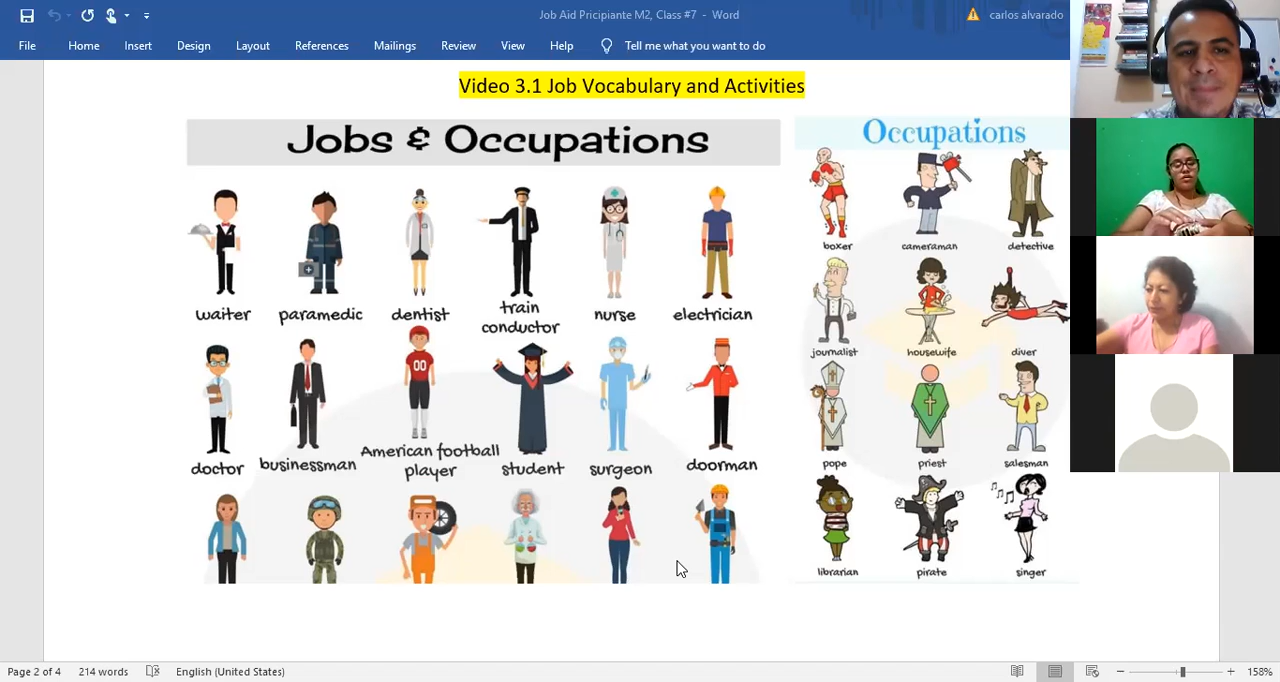 Job Aid Pricipiante M2, Class #7 - Word
carlos alvarado
File Home Insert Design Layout References Mailings Review View Help Tell me what you want to do
Video 3.1 Job Vocabulary and Activities
Jobs & Occupations
waiter paramedic dentist train conductor nurse electrician
doctor businessman American football player student surgeon doorman
Occupations
boxer cameraman detective
journalist housewife diver
pope priest salesman
librarian pirate singer
Page 2 of 4 214 words English (United States) 158%